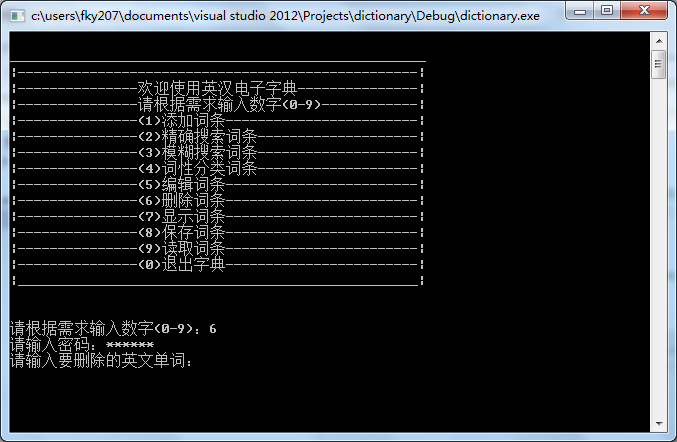 c:\users\fky207\documents\visual studio 2012\Projects\dictionary\Debug\dictionary.exe
欢迎使用英汉电子字典
请根据需求输入数字(0-9)
(1)添加词条
(2)精确搜索词条
(3)模糊搜索词条
(4)词性分类词条
(5)编辑词条
(6)删除词条
(7)显示词条
(8)保存词条
(9)读取词条
(0)退出字典
请根据需求输入数字(0-9)：6
请输入密码：******
请输入要删除的英文单词：